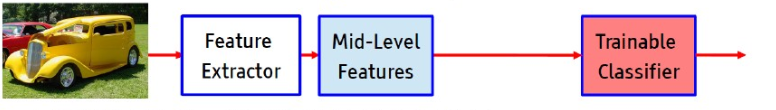 Feature
Extractor
Mid-Level
Features
Trainable
Classifier